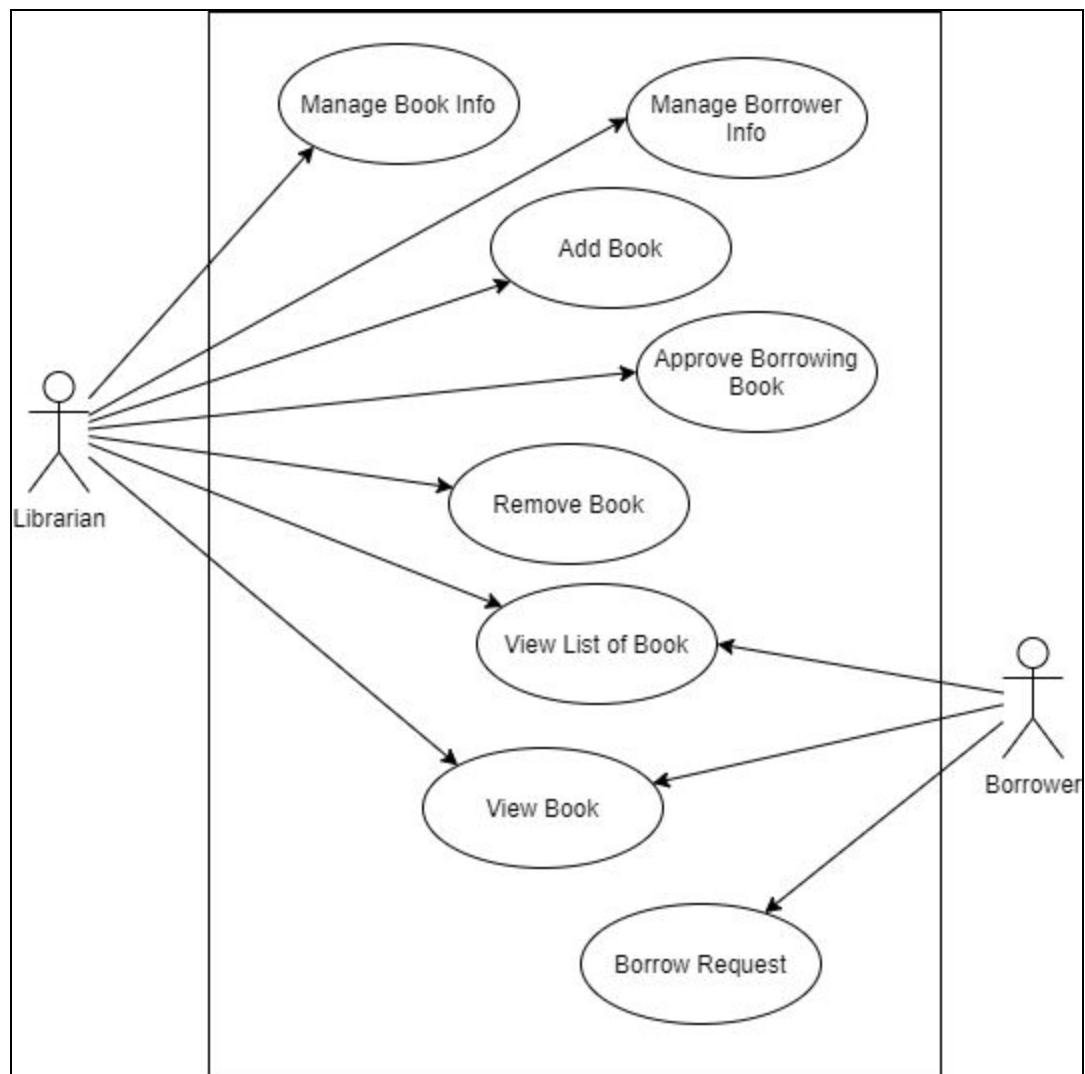 Manage Book Info
Manage Borrower
Info
Add Book
Approve Borrowing
Book
Librarian
Remove Book
View List of Book
Borrower
View Book
Borrow Request